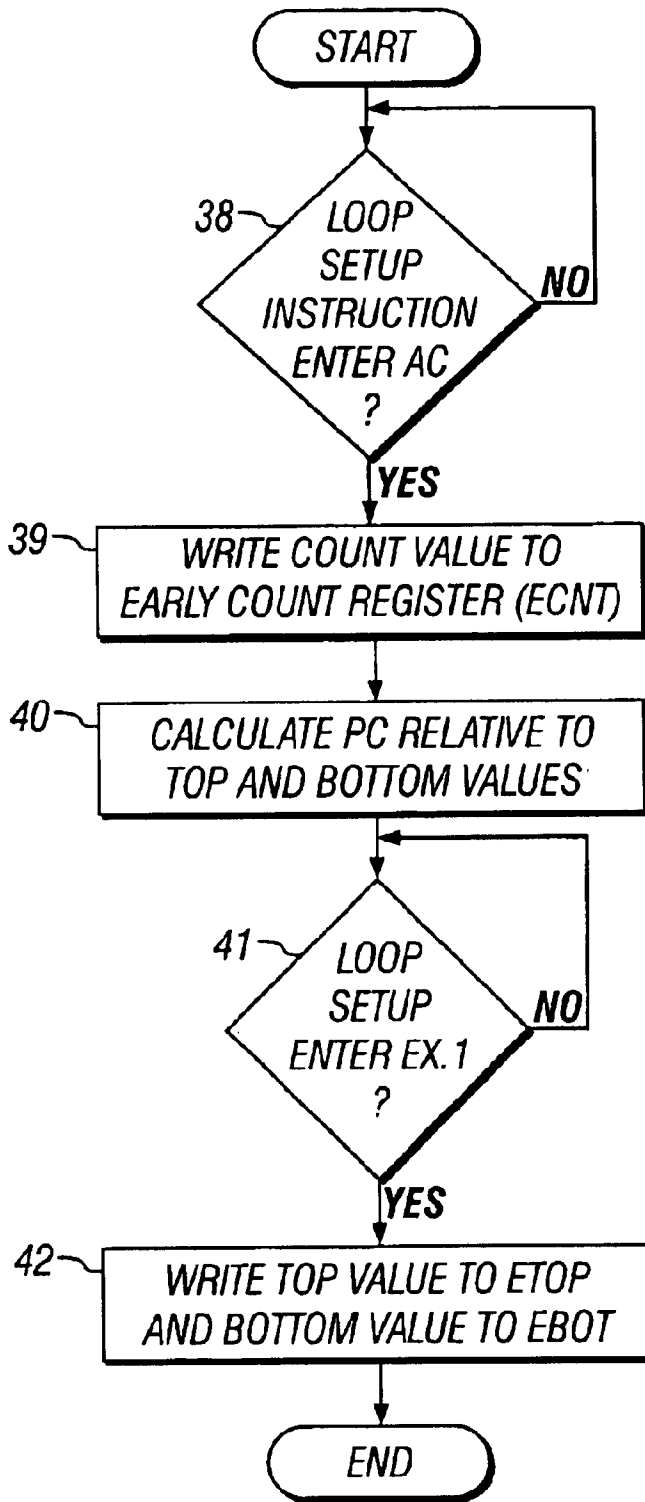 START
38
LOOP
SETUP
INSTRUCTION
ENTER AC
?
NO
YES
39
WRITE COUNT VALUE TO
EARLY COUNT REGISTER (ECNT)
40
CALCULATE PC RELATIVE TO
TOP AND BOTTOM VALUES
41
LOOP
SETUP
ENTER EX.1
?
NO
YES
42
WRITE TOP VALUE TO ETOP
AND BOTTOM VALUE TO EBOT
END